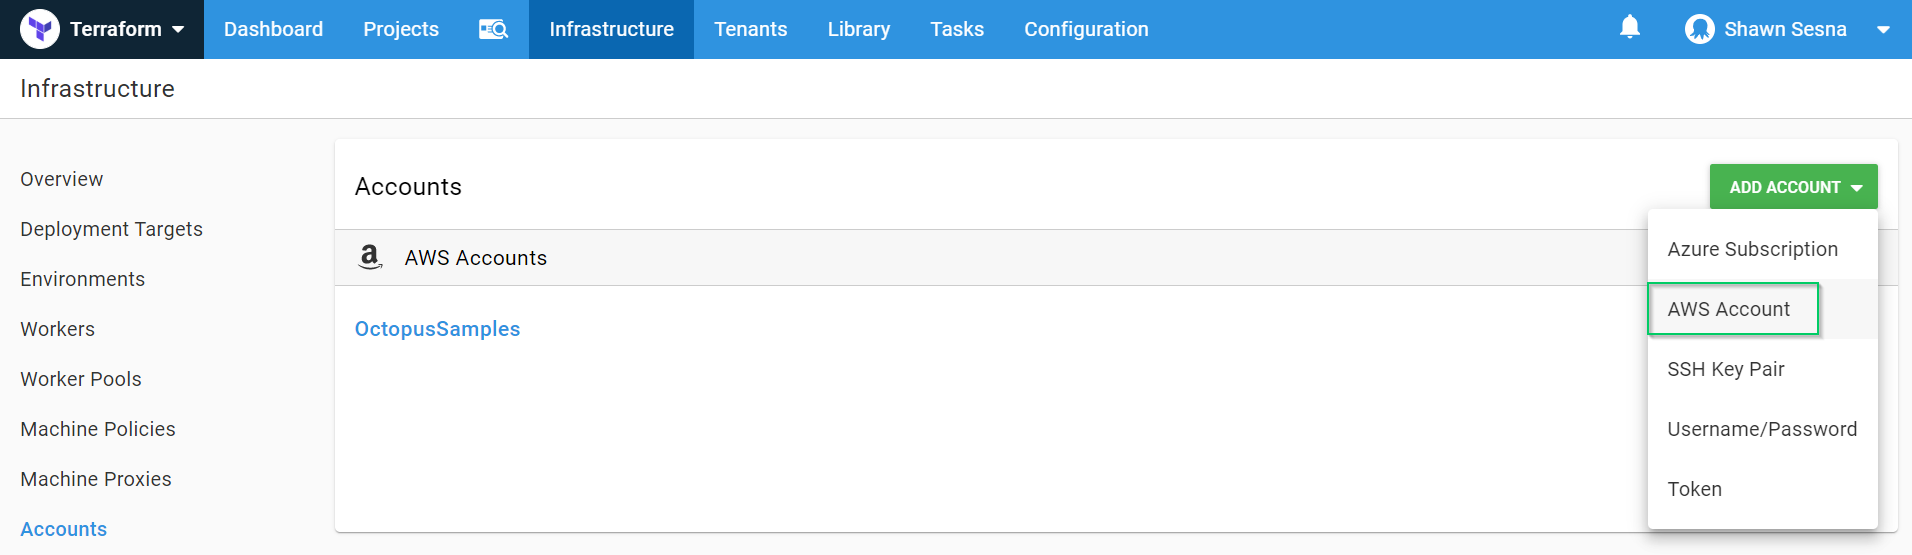 Terraform
Dashboard
Projects
Infrastructure
Tenants
Library
Tasks
Configuration
Shawn Sesna
Infrastructure
Overview
Deployment Targets
Environments
Workers
Worker Pools
Machine Policies
Machine Proxies
Accounts
Accounts
ADD ACCOUNT
AWS Accounts
OctopusSamples
Azure Subscription
AWS Account
SSH Key Pair
Username/Password
Token